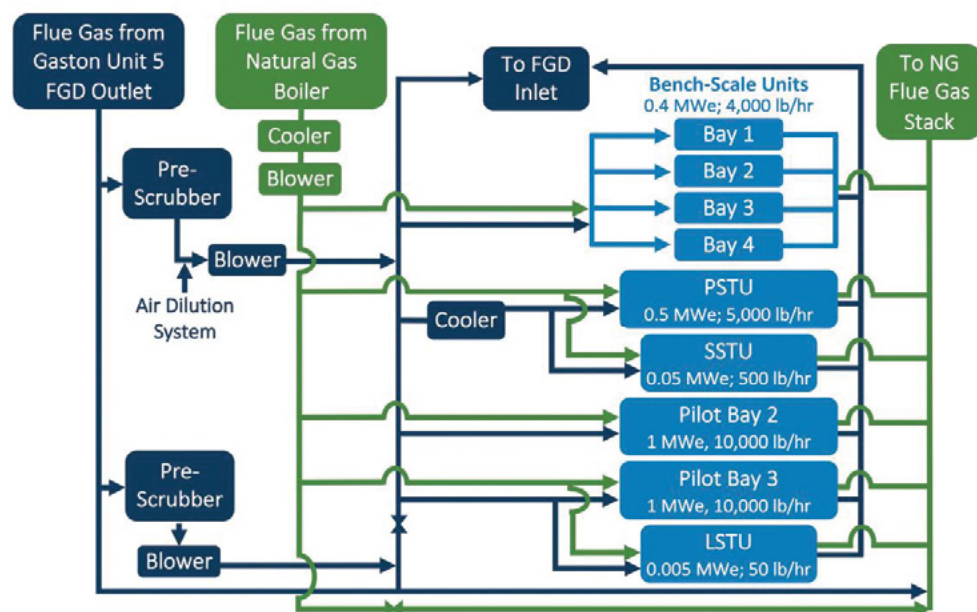 Flue Gas from
Gaston Unit 5
FGD Outlet
Flue Gas from
Natural Gas
Boiler
To FGD
Inlet
To NG
Flue Gas
Stack
Bench-Scale Units
0.4 MWe; 4,000 lb/hr
Cooler
Blower
Bay 1
Bay 2
Bay 3
Bay 4
Pre-
Scrubber
Blower
Air Dilution
System
Cooler
PSTU
0.5 MWe; 5,000 lb/hr
SSTU
0.05 MWe; 500 lb/hr
Pilot Bay 2
1 MWe, 10,000 lb/hr
Pilot Bay 3
1 MWe, 10,000 lb/hr
Pre-
Scrubber
Blower
LSTU
0.005 MWe; 50 lb/hr